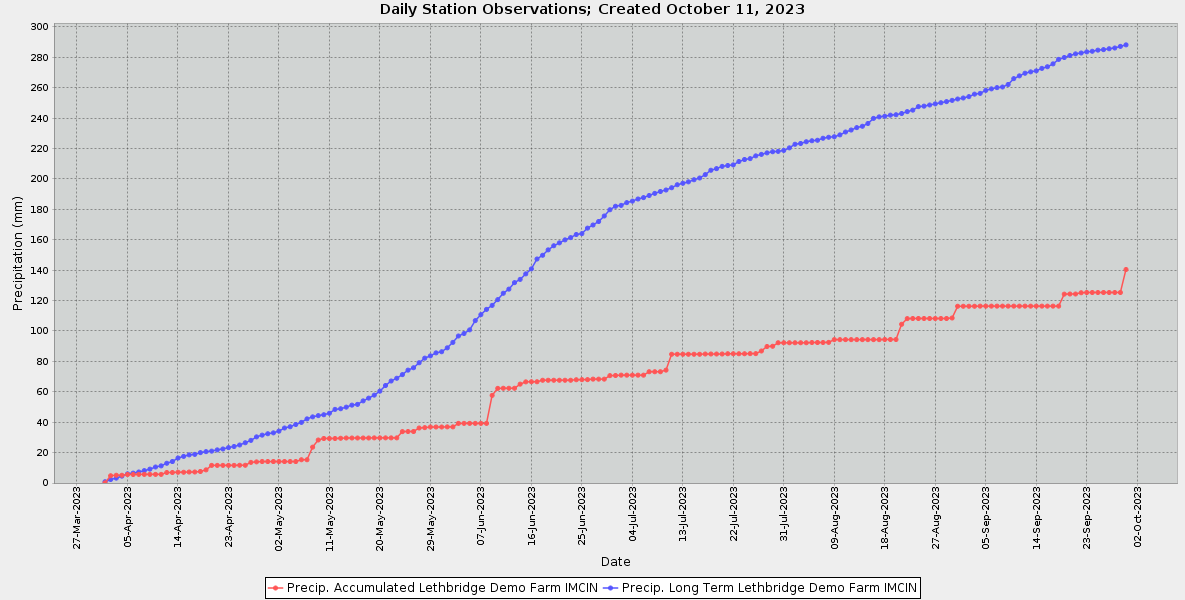 Daily Station Observations; Created October 11, 2023
300
280
260
240
220
200
180
160
140
120
100
80
60
40
20
0
Precipitation (mm)
27-Mar-2023
05-Apr-2023
14-Apr-2023
23-Apr-2023
02-May-2023
11-May-2023
20-May-2023
29-May-2023
07-Jun-2023
16-Jun-2023
25-Jun-2023
04-Jul-2023
13-Jul-2023
22-Jul-2023
31-Jul-2023
09-Aug-2023
18-Aug-2023
27-Aug-2023
05-Sep-2023
14-Sep-2023
23-Sep-2023
02-Oct-2023
Date
Precip. Accumulated Lethbridge Demo Farm IMCIN Precip. Long Term Lethbridge Demo Farm IMCIN